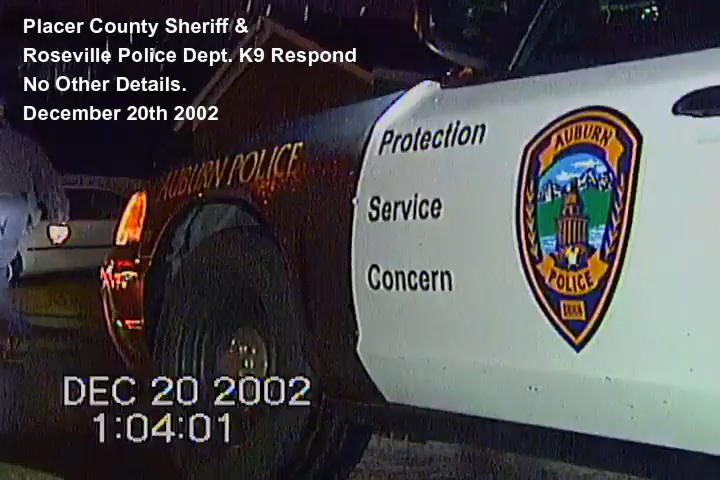 Placer County Sheriff &
Roseville Police Dept. K9 Respond
No Other Details.
December 20th 2002
AUBURN POLICE
Protection
Service
Concern
AUBURN
POLICE
DEC 20 2002
1:04:01